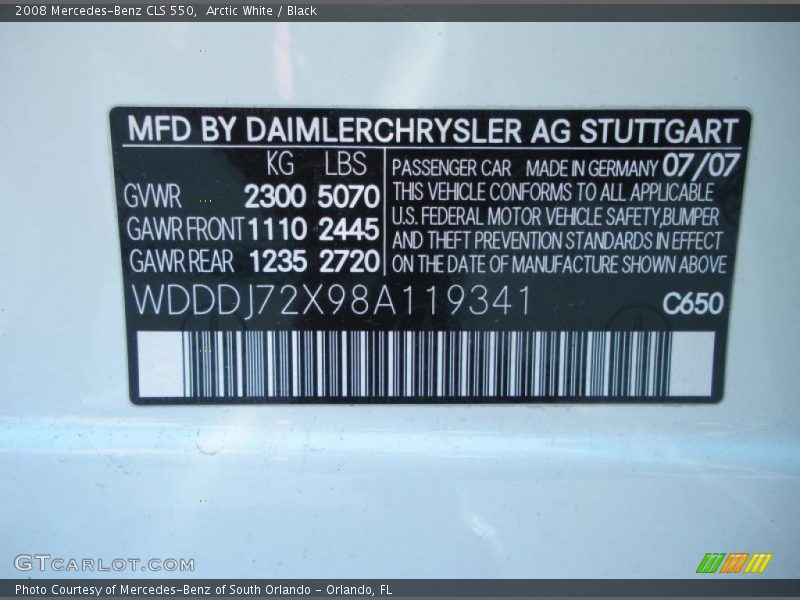 2008 Mercedes-Benz CLS 550,  Arctic White / Black
MFD BY DAIMLERCHRYSLER AG STUTTGART
KG LBS
GVWR 2300 5070
GAWR FRONT 1110 2445
GAWR REAR 1235 2720
PASSENGER CAR MADE IN GERMANY 07/07
THIS VEHICLE CONFORMS TO ALL APPLICABLE
U.S. FEDERAL MOTOR VEHICLE SAFETY,BUMPER
AND THEFT PREVENTION STANDARDS IN EFFECT
ON THE DATE OF MANUFACTURE SHOWN ABOVE
WDDDJ72X98A119341 C650
GTCARLOT.COM
Photo Courtesy of Mercedes-Benz of South Orlando - Orlando, FL